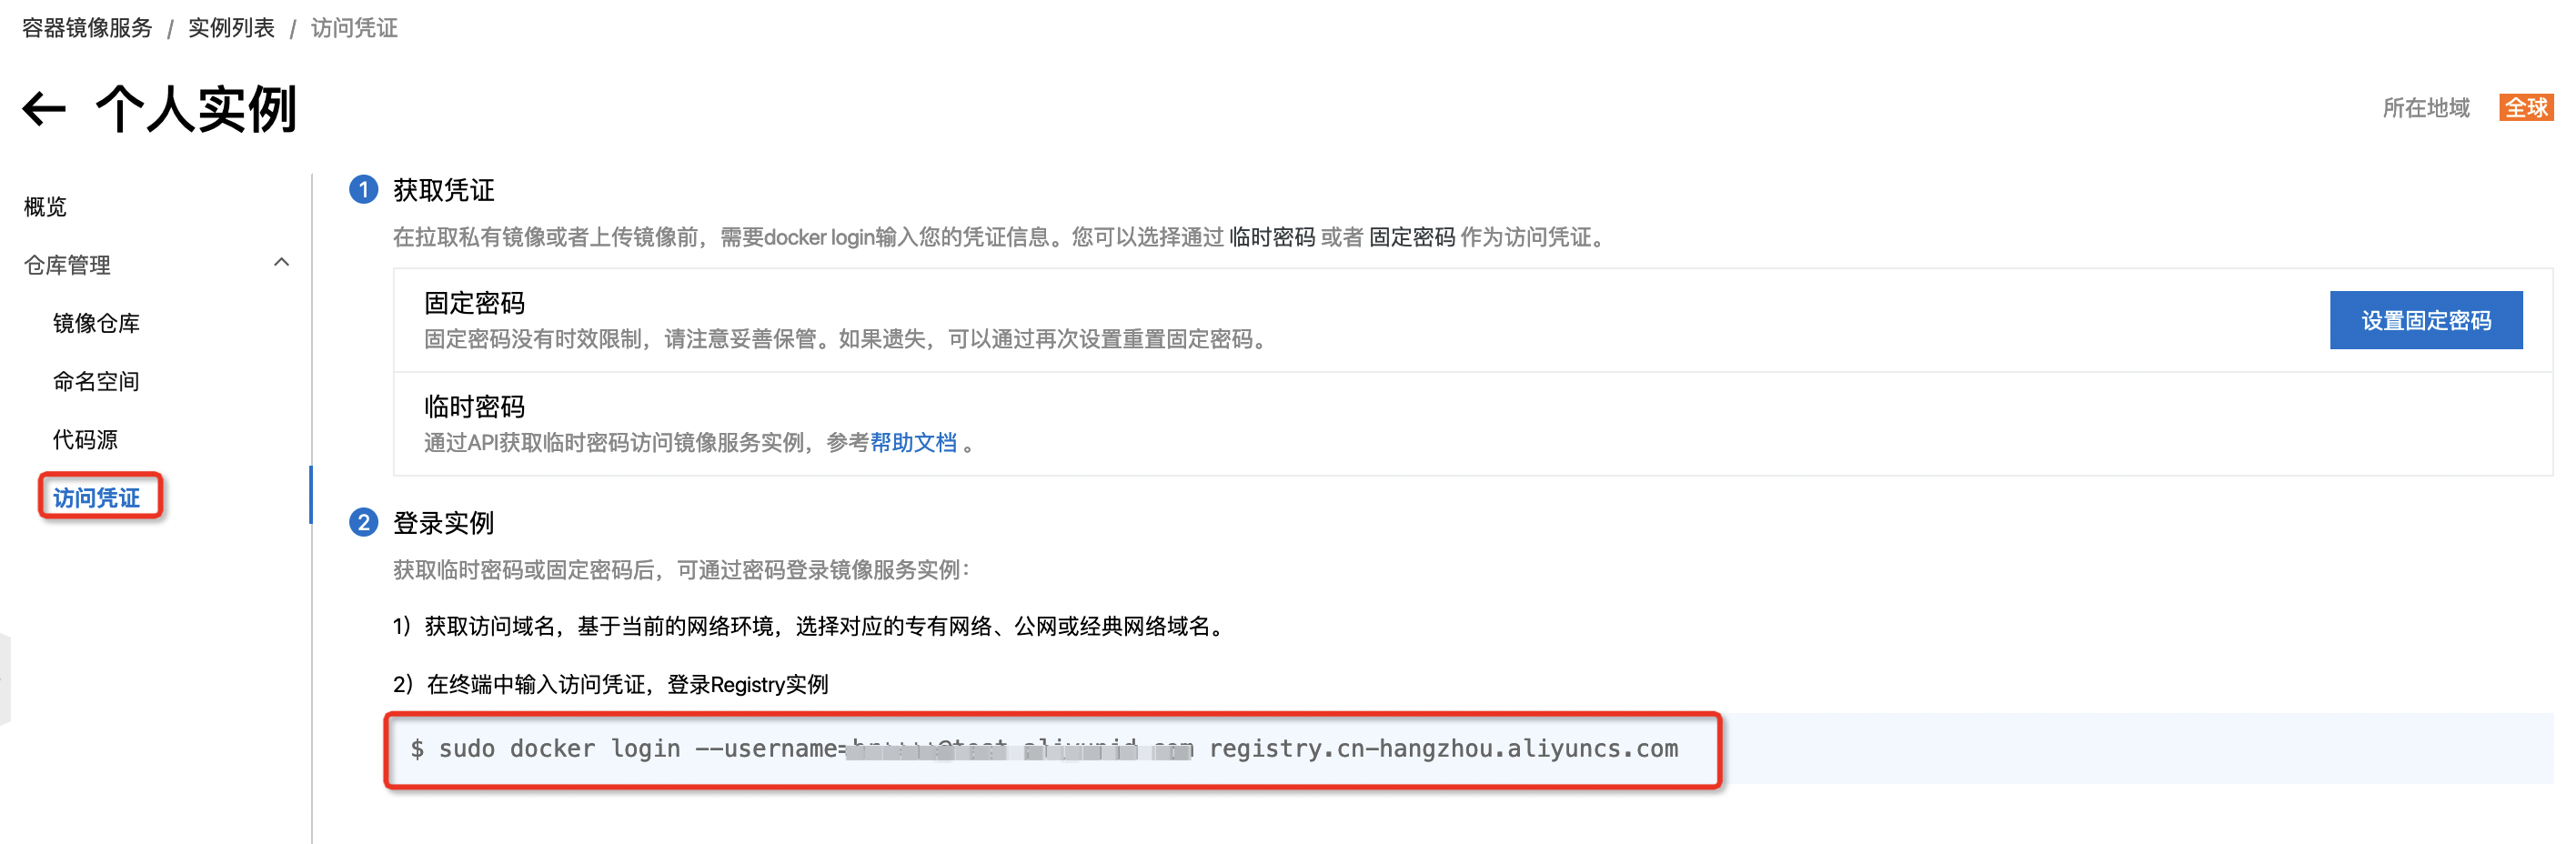 容器镜像服务 / 实例列表 / 访问凭证
← 个人实例
所在地域 全球
概览
仓库管理
镜像仓库
命名空间
代码源
访问凭证
1 获取凭证
在拉取私有镜像或者上传镜像前，需要docker login输入您的凭证信息。您可以选择通过 临时密码 或者 固定密码 作为访问凭证。
固定密码
固定密码没有时效限制，请注意妥善保管。如果遗失，可以通过再次设置重置固定密码。
设置固定密码
临时密码
通过API获取临时密码访问镜像服务实例，参考帮助文档 。
2 登录实例
获取临时密码或固定密码后，可通过密码登录镜像服务实例：
1）获取访问域名，基于当前的网络环境，选择对应的专有网络、公网或经典网络域名。
2）在终端中输入访问凭证，登录Registry实例
$ sudo docker login --username= registry.cn-hangzhou.aliyuncs.com